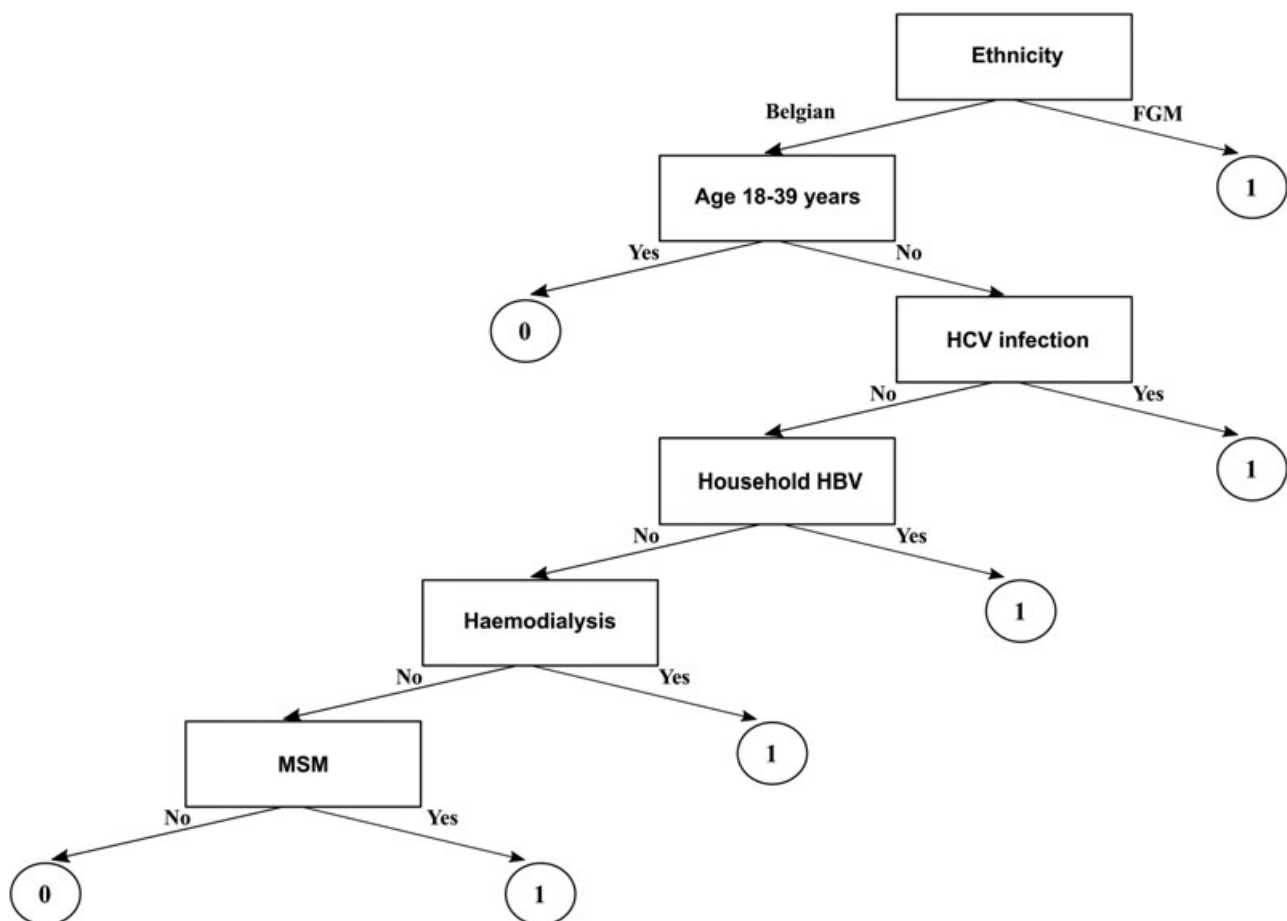 Ethnicity
Belgian
FGM
Age 18-39 years
1
Yes
No
0
HCV infection
No
Yes
Household HBV
1
No
Yes
Haemodialysis
1
No
Yes
MSM
1
No
Yes
0
1